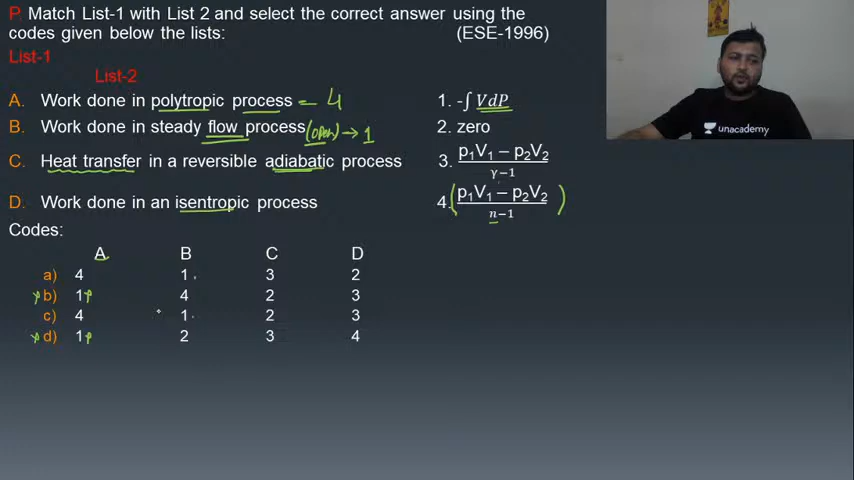 P. Match List-1 with List 2 and select the correct answer using the
codes given below the lists: (ESE-1996)
List-1
List-2
A. Work done in polytropic process = 4 1. -∫ VdP
B. Work done in steady flow process (open) → 1 2. zero
C. Heat transfer in a reversible adiabatic process 3. (p₁V₁ − p₂V₂)/(γ−1)
D. Work done in an isentropic process 4. (p₁V₁ − p₂V₂)/(n−1)
Codes:
A B C D
a) 4 1 3 2
b) 1 4 2 3
c) 4 1 2 3
d) 1 2 3 4
unacademy